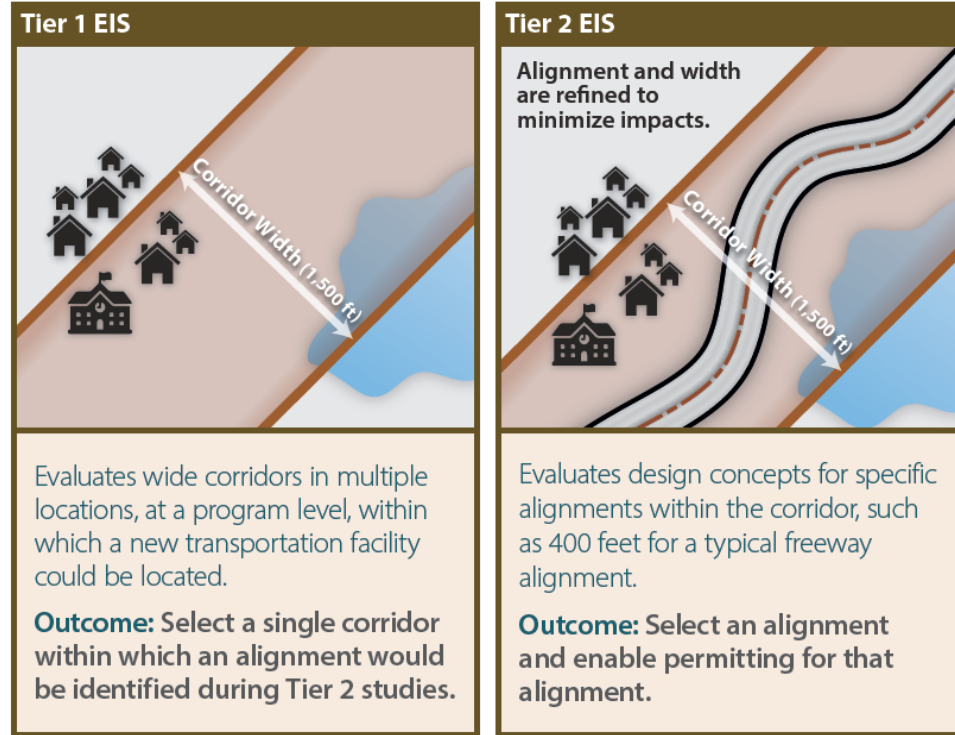 Tier 1 EIS
Corridor Width (1,500 ft)
Evaluates wide corridors in multiple
locations, at a program level, within
which a new transportation facility
could be located.
Outcome: Select a single corridor
within which an alignment would
be identified during Tier 2 studies.
Tier 2 EIS
Alignment and width
are refined to
minimize impacts.
Corridor Width (1,500 ft)
Evaluates design concepts for specific
alignments within the corridor, such
as 400 feet for a typical freeway
alignment.
Outcome: Select an alignment
and enable permitting for that
alignment.